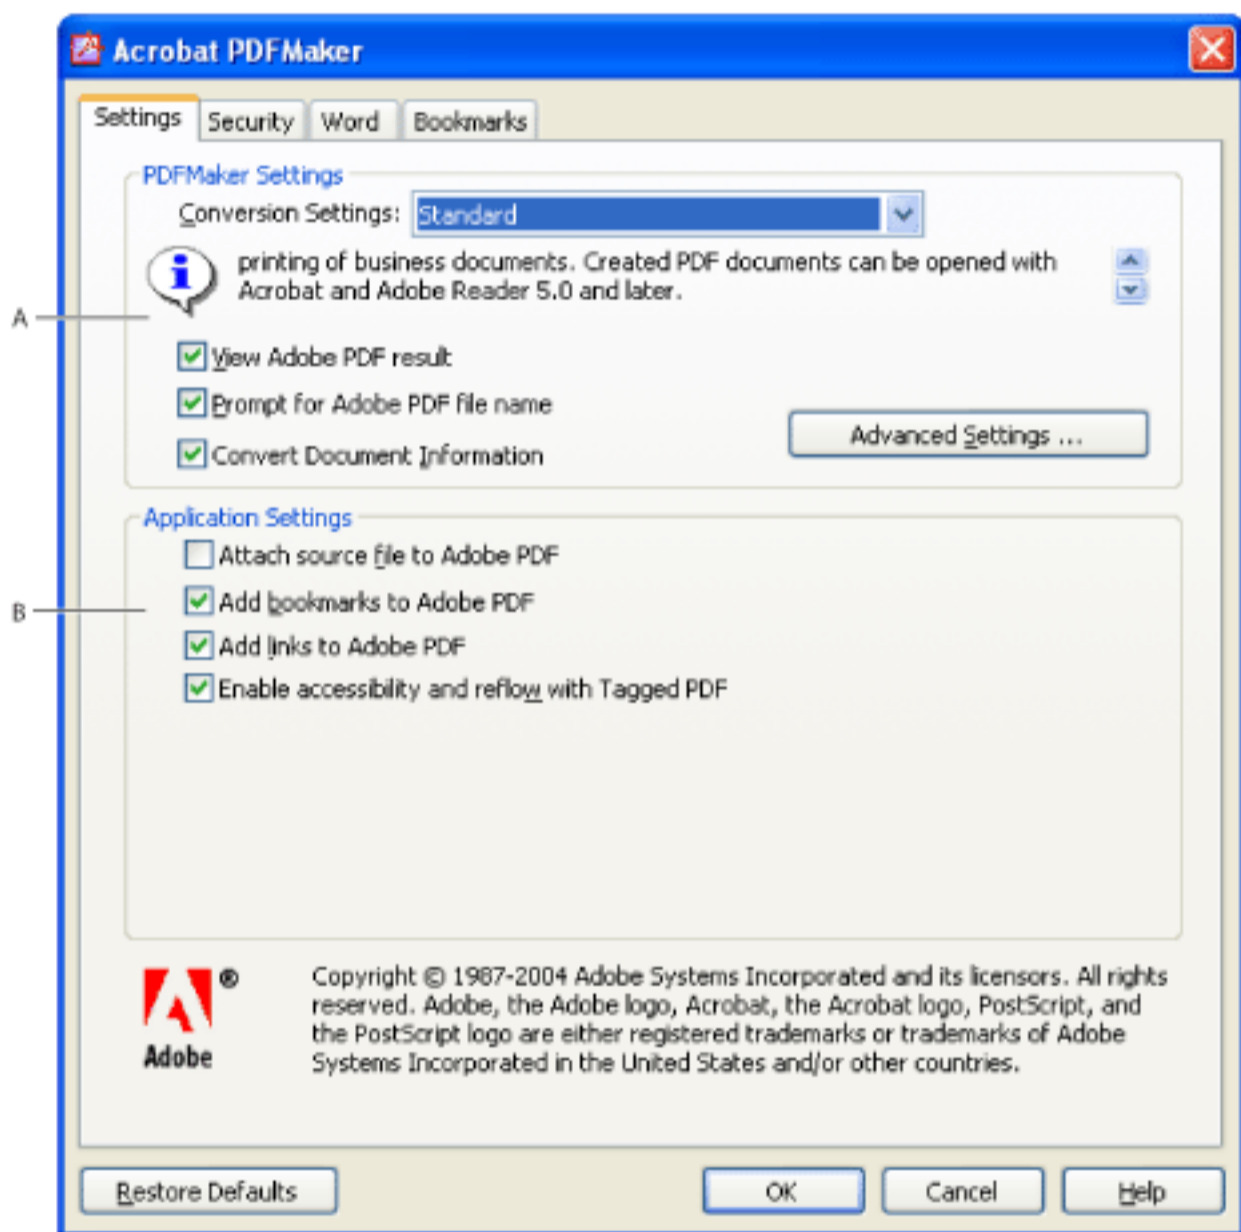 Acrobat PDFMaker
Settings Security Word Bookmarks
PDFMaker Settings
Conversion Settings: Standard
printing of business documents. Created PDF documents can be opened with
Acrobat and Adobe Reader 5.0 and later.
A
View Adobe PDF result
Prompt for Adobe PDF file name
Advanced Settings ...
Convert Document Information
Application Settings
Attach source file to Adobe PDF
B
Add bookmarks to Adobe PDF
Add links to Adobe PDF
Enable accessibility and reflow with Tagged PDF
Copyright © 1987-2004 Adobe Systems Incorporated and its licensors. All rights
reserved. Adobe, the Adobe logo, Acrobat, the Acrobat logo, PostScript, and
the PostScript logo are either registered trademarks or trademarks of Adobe
Systems Incorporated in the United States and/or other countries.
®
Adobe
Restore Defaults OK Cancel Help